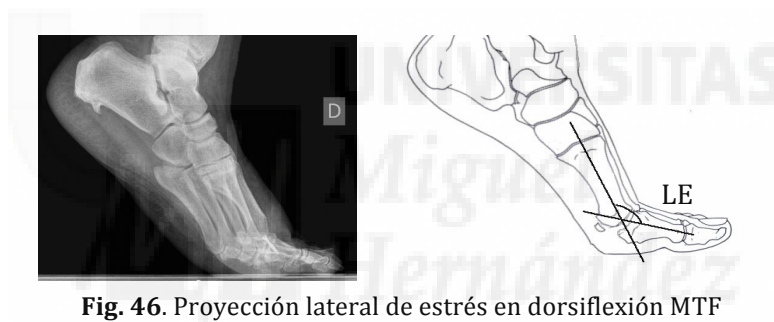 UNIVERSITAS
Miguel
Hernández
D
LE
Fig. 46. Proyección lateral de estrés en dorsiflexión MTF